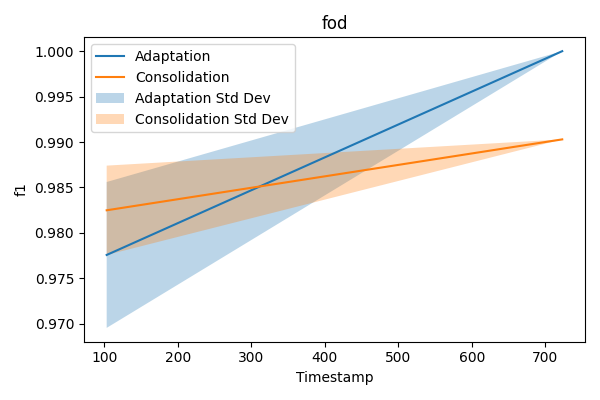 fod
Adaptation
Consolidation
Adaptation Std Dev
Consolidation Std Dev
f1
1.000
0.995
0.990
0.985
0.980
0.975
0.970
100 200 300 400 500 600 700
Timestamp